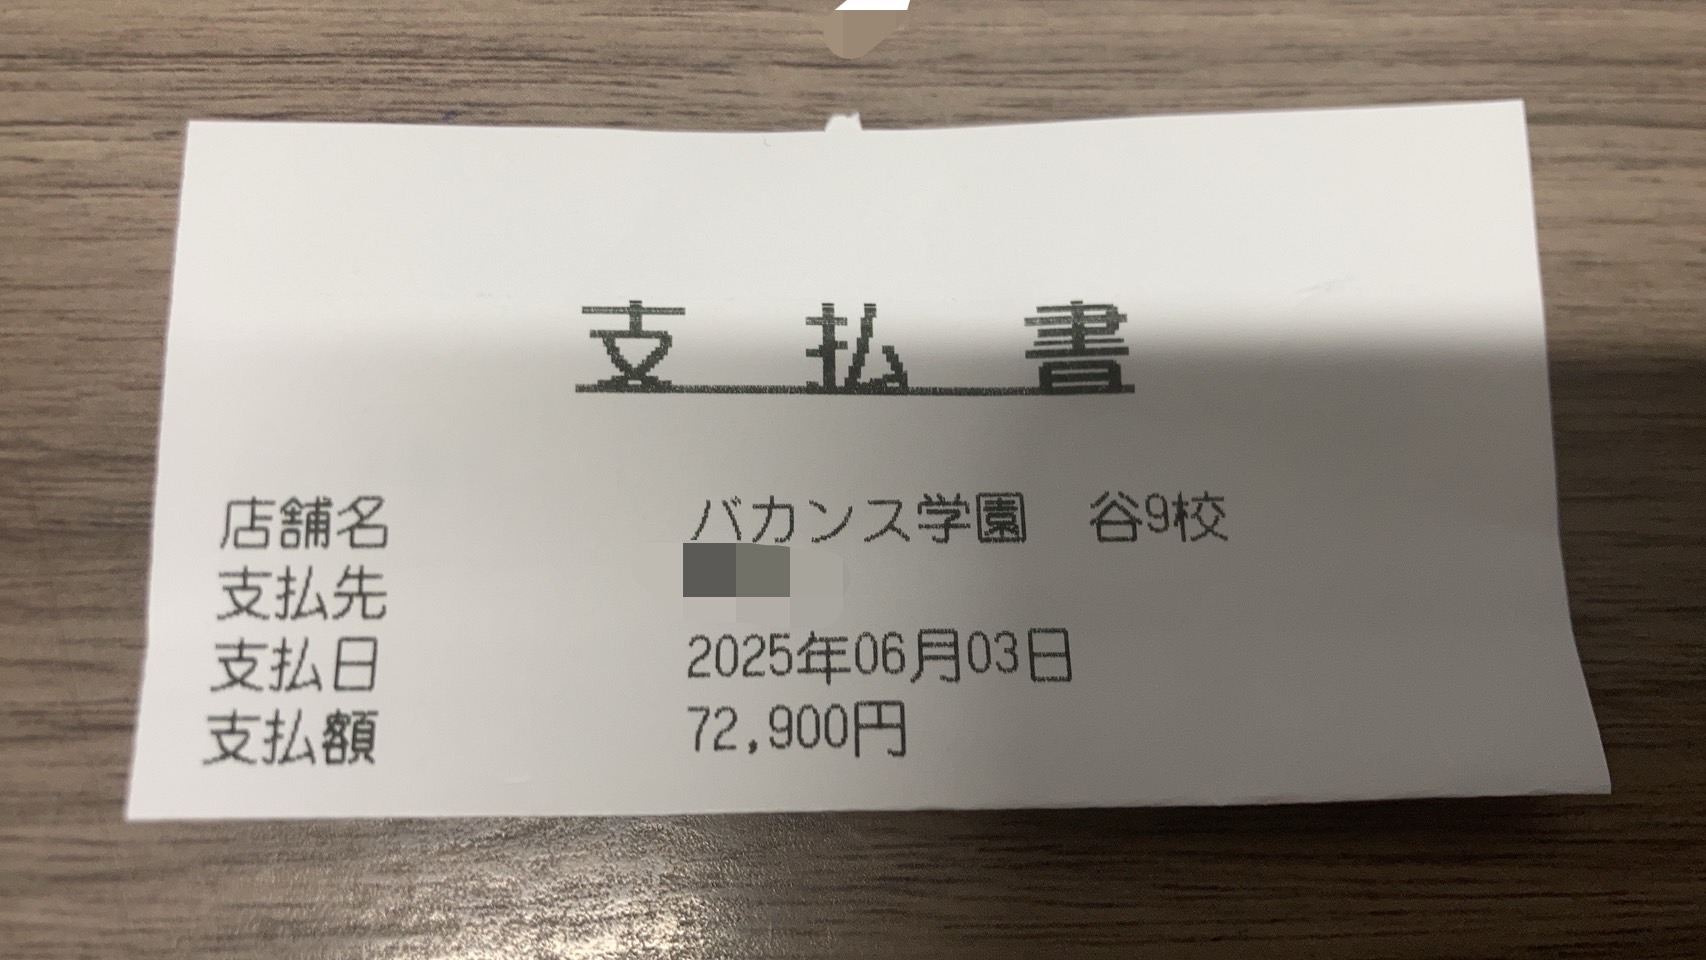 支払書
店舗名 バカンス学園 谷9校
支払先
支払日 2025年06月03日
支払額 72,900円